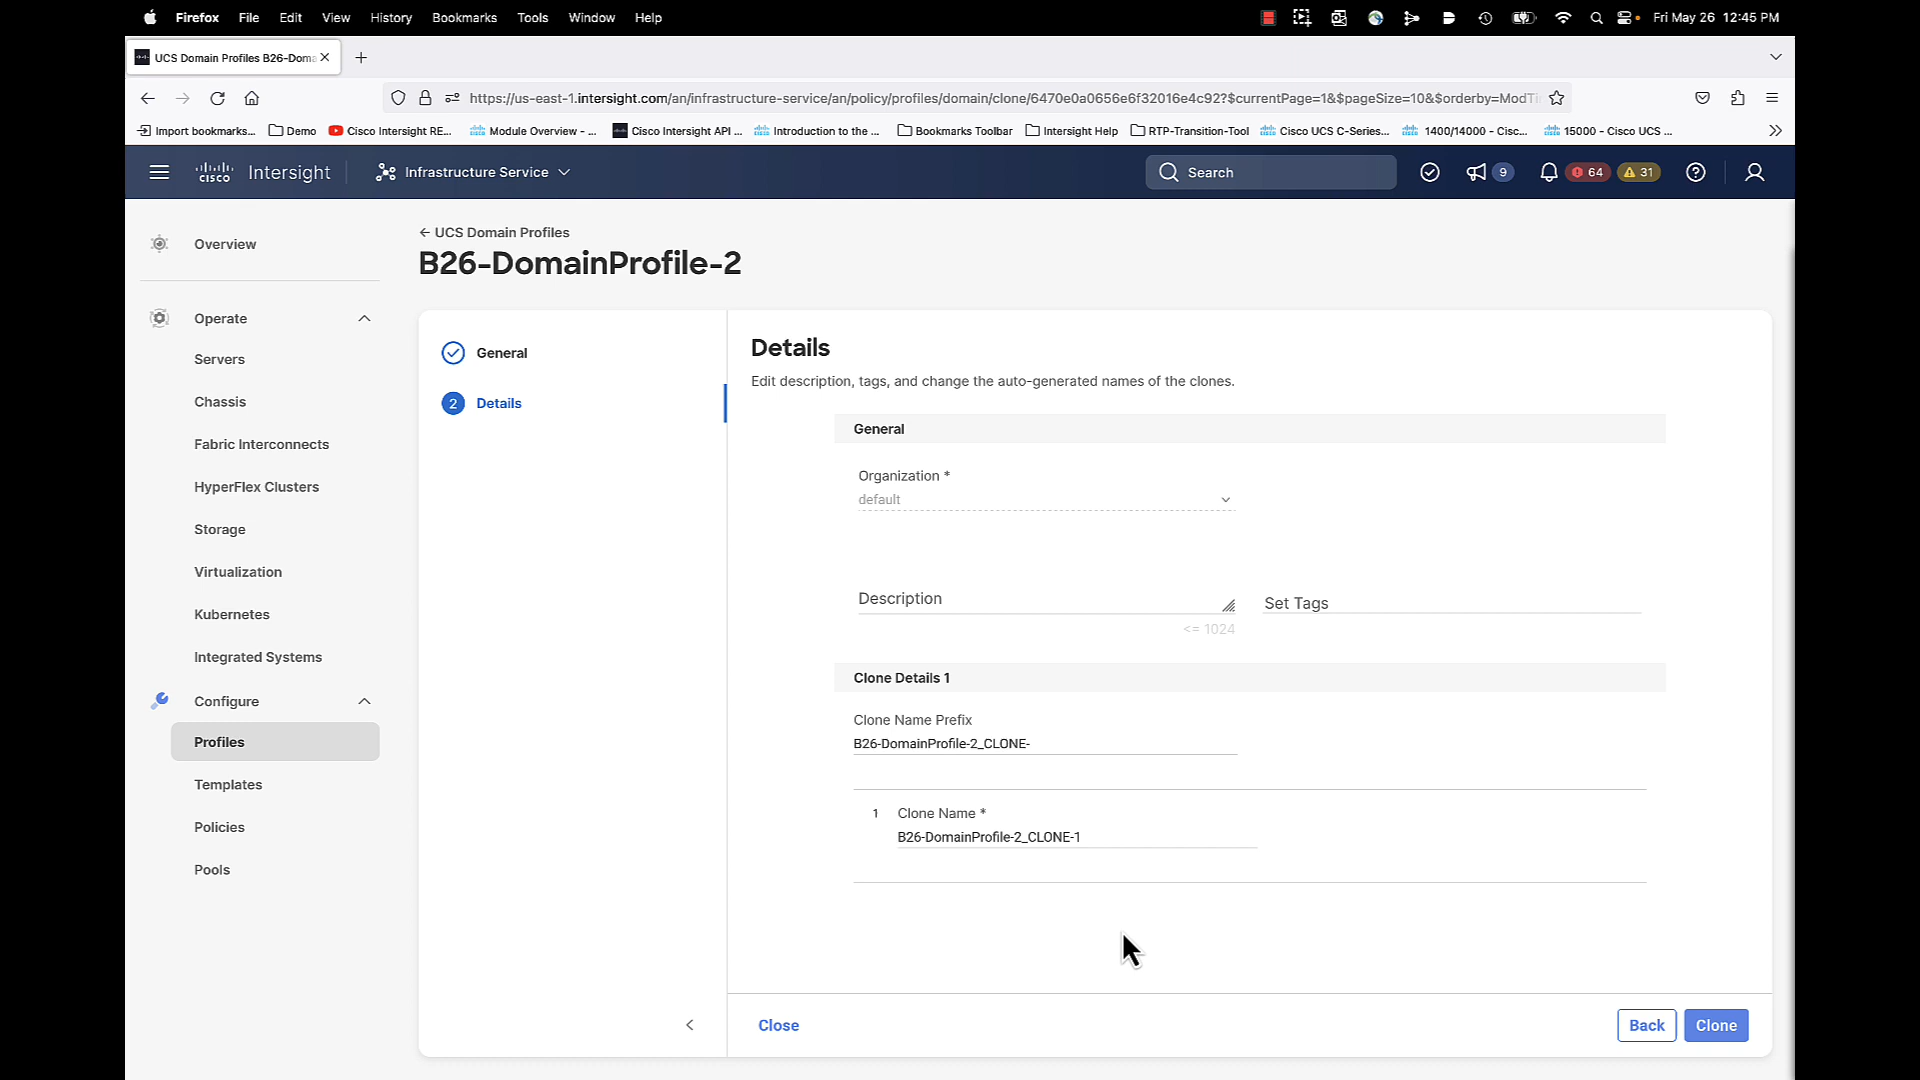 Firefox File Edit View History Bookmarks Tools Window Help Fri May 26 12:45 PM
UCS Domain Profiles B26-Doma
https://us-east-1.intersight.com/an/infrastructure-service/an/policy/profiles/domain/clone/6470e0a0656e6f32016e4c92?$currentPage=1&$pageSize=10&$orderby=ModTi
Import bookmarks... Demo Cisco Intersight RE... Module Overview - ... Cisco Intersight API ... Introduction to the ... Bookmarks Toolbar Intersight Help RTP-Transition-Tool Cisco UCS C-Series... 1400/14000 - Cisc... 15000 - Cisco UCS ...
CISCO Intersight Infrastructure Service Search 9 64 31
Overview
Operate
Servers
Chassis
Fabric Interconnects
HyperFlex Clusters
Storage
Virtualization
Kubernetes
Integrated Systems
Configure
Profiles
Templates
Policies
Pools
← UCS Domain Profiles
B26-DomainProfile-2
General
2 Details
Details
Edit description, tags, and change the auto-generated names of the clones.
General
Organization *
default
Description
Set Tags
<= 1024
Clone Details 1
Clone Name Prefix
B26-DomainProfile-2_CLONE-
1 Clone Name *
B26-DomainProfile-2_CLONE-1
Close Back Clone